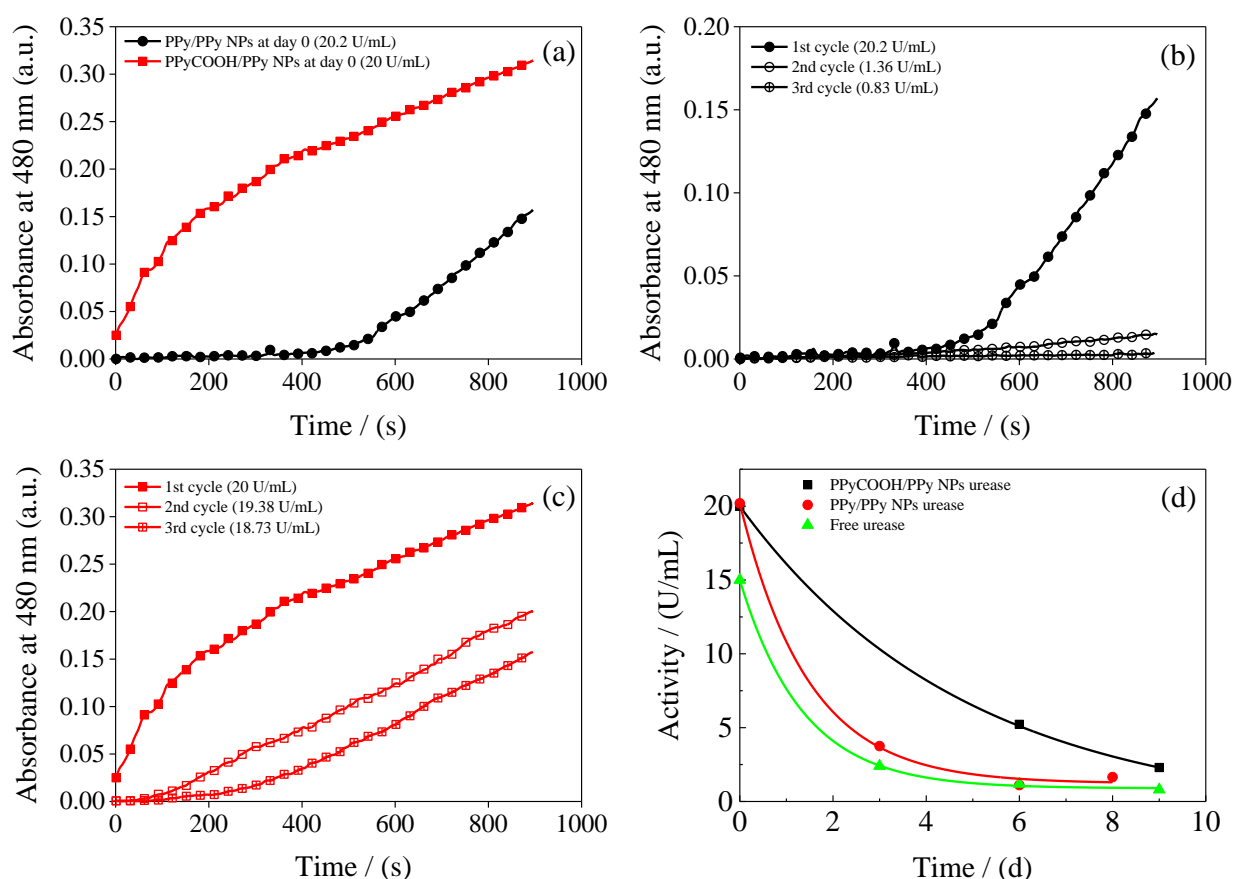 (a)
PPy/PPy NPs at day 0 (20.2 U/mL)
PPyCOOH/PPy NPs at day 0 (20 U/mL)
Absorbance at 480 nm (a.u.)
0.35
0.30
0.25
0.20
0.15
0.10
0.05
0.00
0 200 400 600 800 1000
Time / (s)
(b)
1st cycle (20.2 U/mL)
2nd cycle (1.36 U/mL)
3rd cycle (0.83 U/mL)
Absorbance at 480 nm (a.u.)
0.20
0.15
0.10
0.05
0.00
0 200 400 600 800 1000
Time / (s)
(c)
1st cycle (20 U/mL)
2nd cycle (19.38 U/mL)
3rd cycle (18.73 U/mL)
Absorbance at 480 nm (a.u.)
0.35
0.30
0.25
0.20
0.15
0.10
0.05
0.00
0 200 400 600 800 1000
Time / (s)
(d)
PPyCOOH/PPy NPs urease
PPy/PPy NPs urease
Free urease
Activity / (U/mL)
20
15
10
5
0
0 2 4 6 8 10
Time / (d)